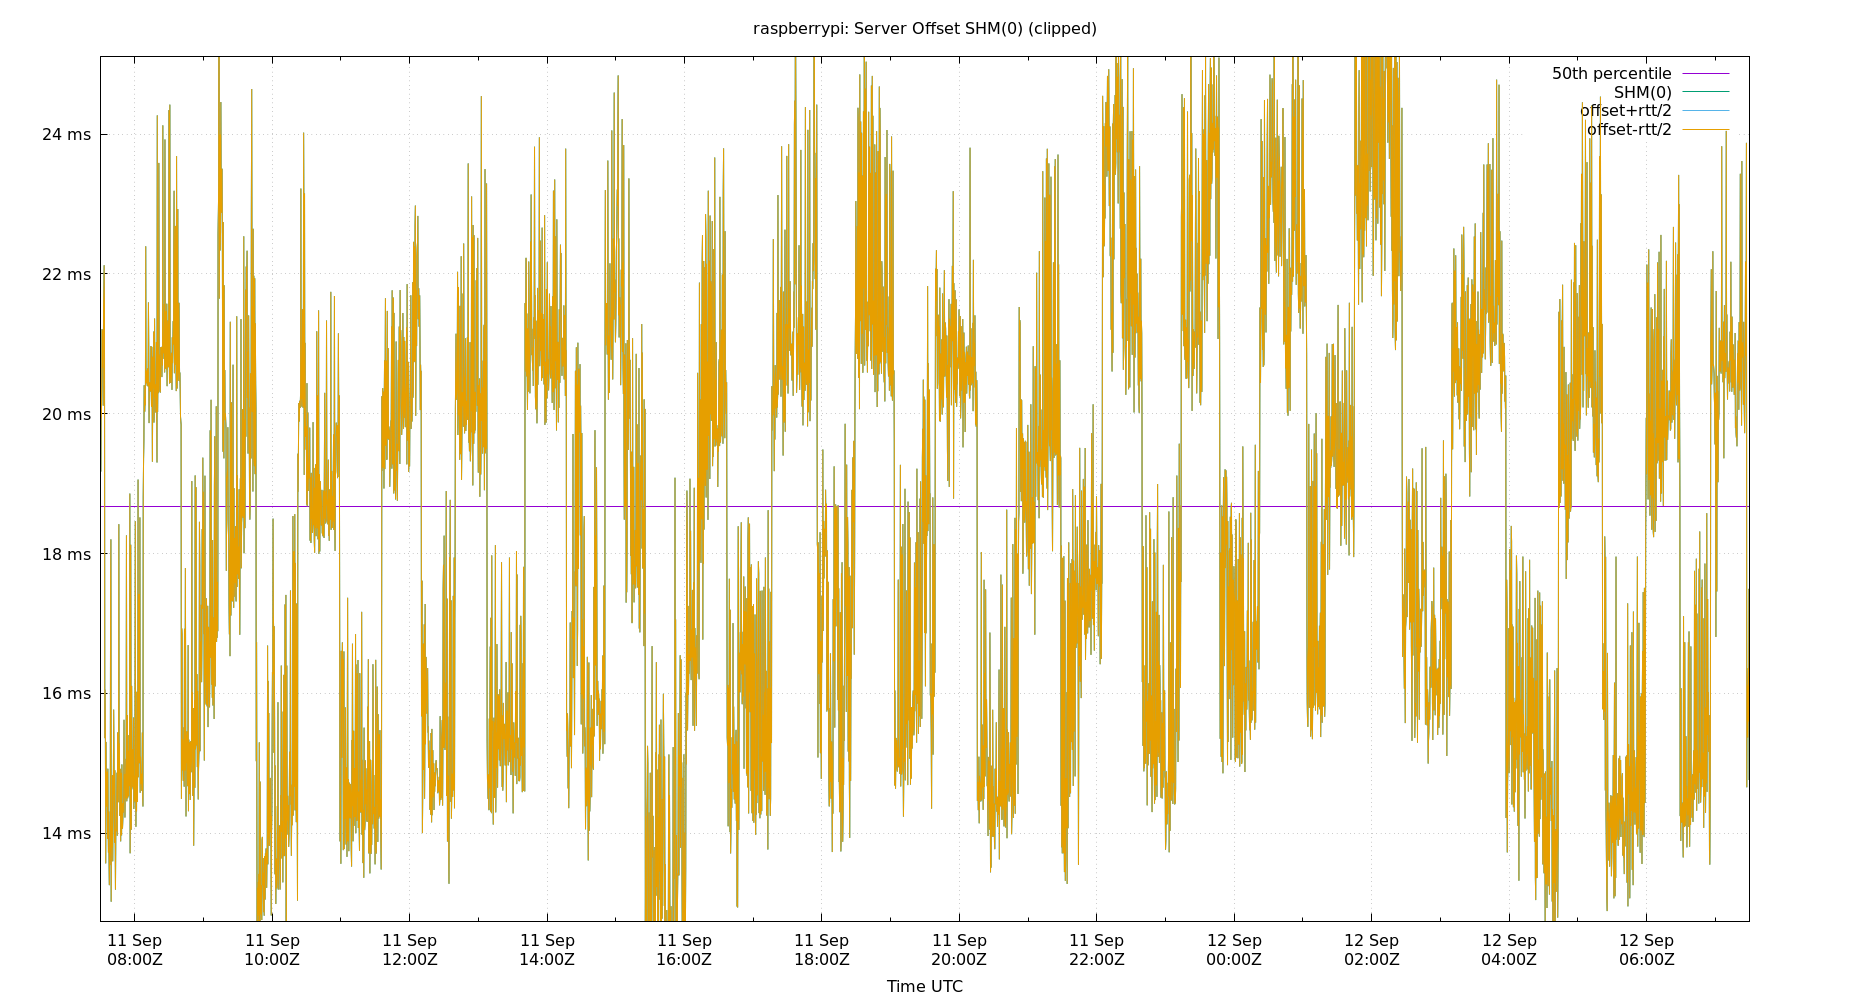 raspberrypi: Server Offset SHM(0) (clipped)
50th percentile
SHM(0)
offset+rtt/2
offset-rtt/2
24 ms
22 ms
20 ms
18 ms
16 ms
14 ms
11 Sep 11 Sep 11 Sep 11 Sep 11 Sep 11 Sep 11 Sep 11 Sep 12 Sep 12 Sep 12 Sep 12 Sep
08:00Z 10:00Z 12:00Z 14:00Z 16:00Z 18:00Z 20:00Z 22:00Z 00:00Z 02:00Z 04:00Z 06:00Z
Time UTC